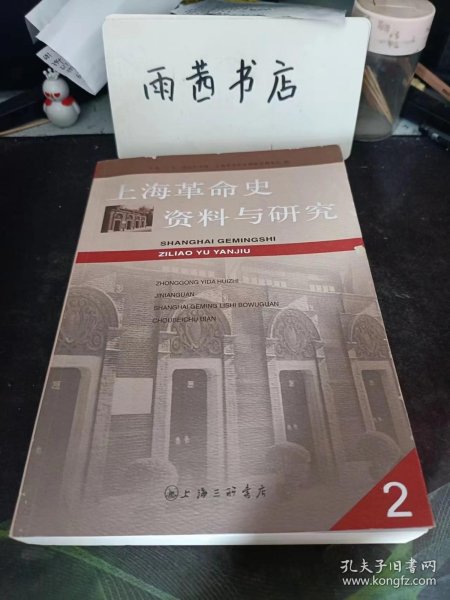 雨茜书店
上海革命史
资料与研究
SHANGHAI GEMINGSHI
ZILIAO YU YANJIU
ZHONGGONG YIDA HUIZHI
JINIANGUAN
SHANGHAI GEMING LISHI BOWUGUAN
CHOUBEICHU BIAN
上海三联书店
2
孔夫子旧书网
www.kongfz.com